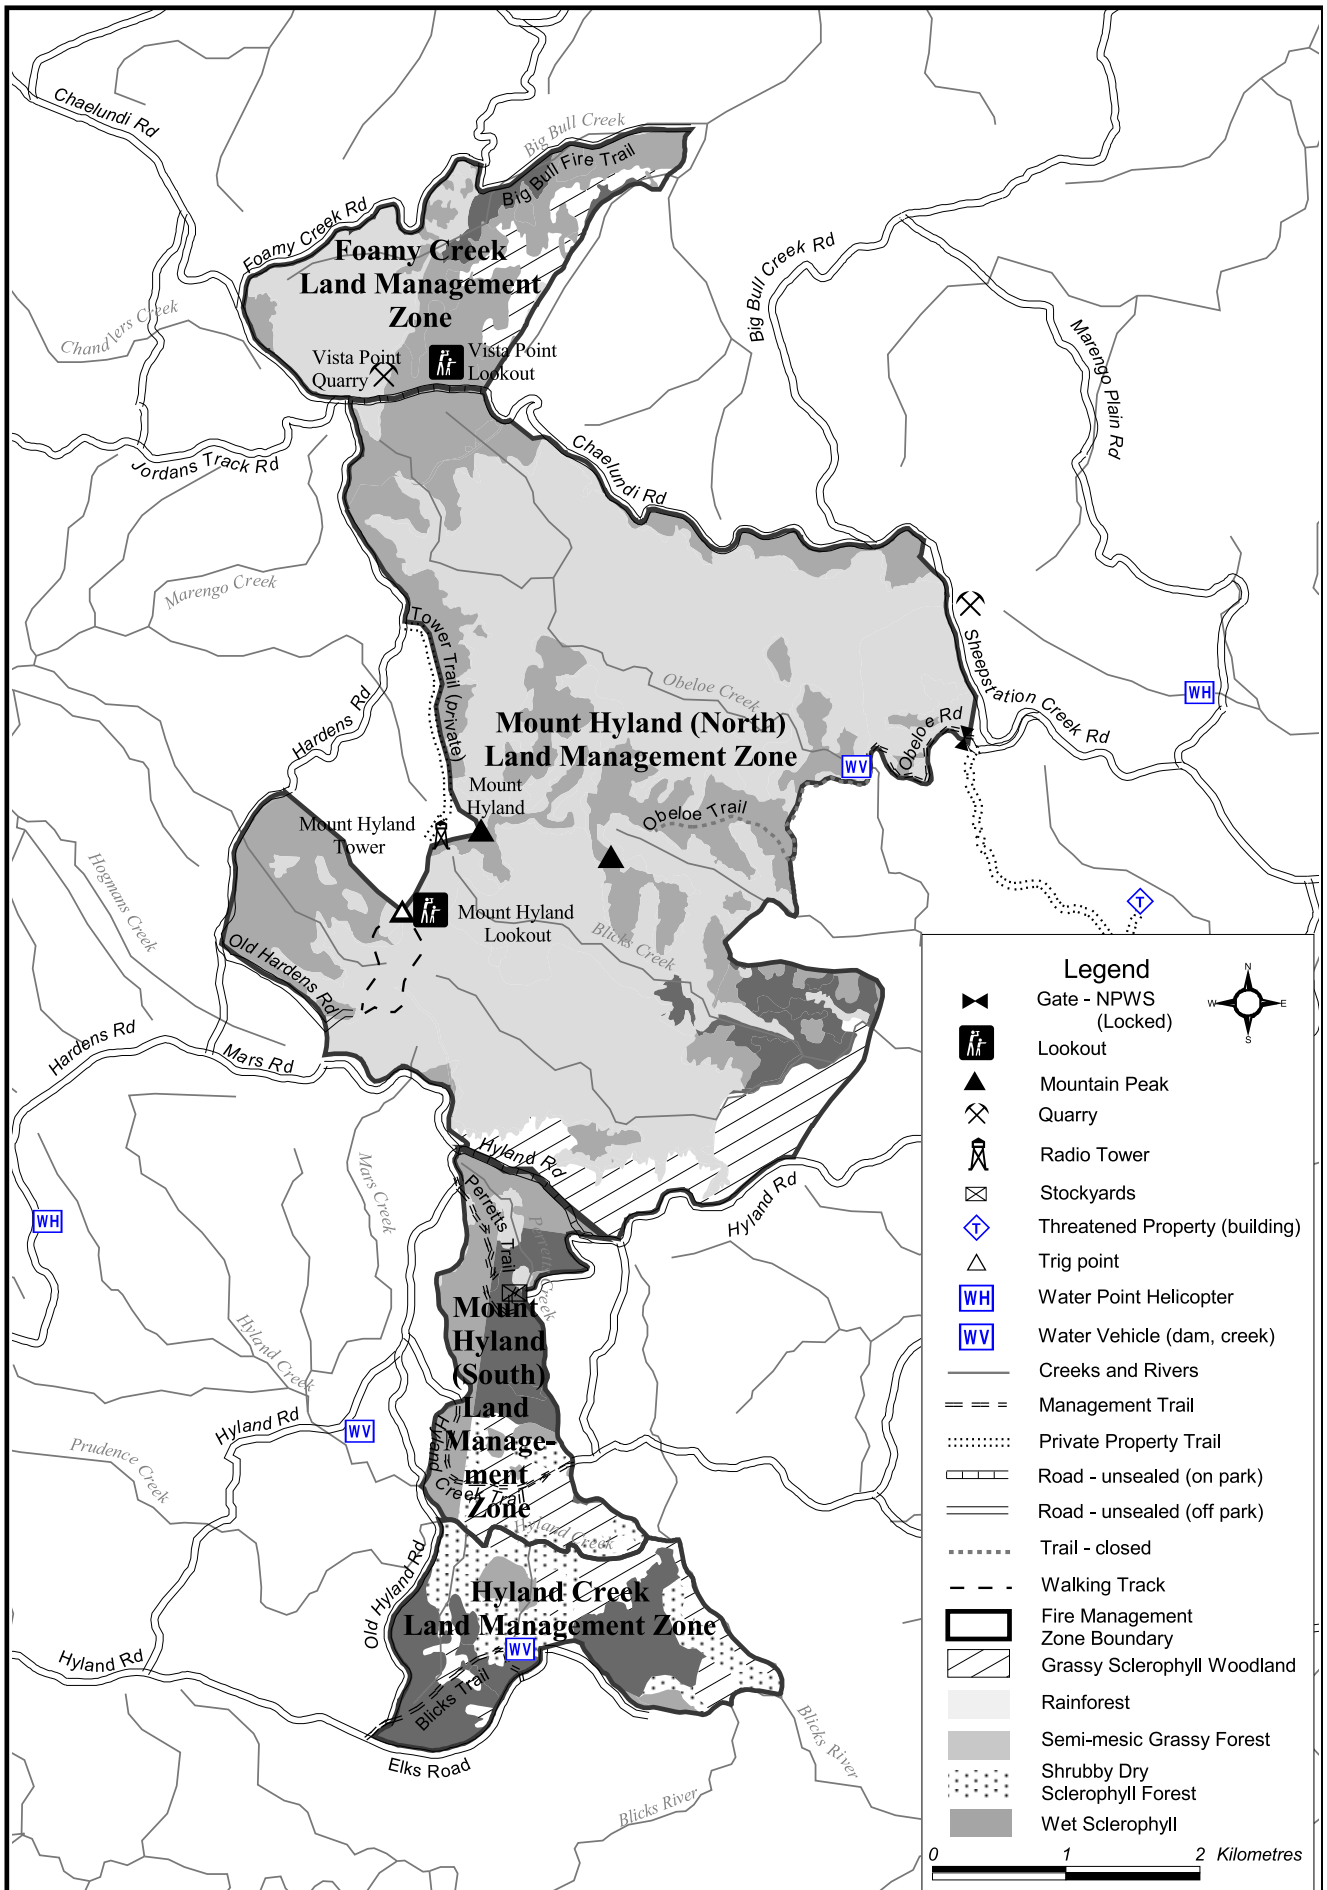 Chaelundi Rd
Big Bull Creek
Big Bull Fire Trail
Foamy Creek Rd
Foamy Creek
Land Management
Zone
Big Bull Creek Rd
Marengo Plain Rd
Chandlers Creek
Vista Point
Quarry
Vista Point
Lookout
Jordans Track Rd
Chaelundi Rd
Marengo Creek
Tower Trail (private)
Sheepstation Creek Rd
Obeloe Creek
WH
Hardens Rd
Mount Hyland (North)
Land Management Zone
Obeloe Rd
WV
Mount
Hyland
Obeloe Trail
Mount Hyland
Tower
Hogmans Creek
Mount Hyland
Lookout
T
Blicks Creek
Old Hardens Rd
Hardens Rd
Mars Rd
Mars Creek
Hyland Rd
Perretts Trail
Perretts Creek
Hyland Rd
WH
Mount
Hyland
(South)
Land
Manage-
ment
Zone
Hyland Creek
Hyland Rd
WV
Prudence Creek
Hyland
Creek Trail
Hyland Creek
Old Hyland Rd
Hyland Creek
Land Management Zone
WV
Hyland Rd
Blicks Trail
Elks Road
Blicks River
Blicks River
Legend
N
W
E
S
Gate - NPWS
(Locked)
Lookout
Mountain Peak
Quarry
Radio Tower
Stockyards
T
Threatened Property (building)
Trig point
WH
Water Point Helicopter
WV
Water Vehicle (dam, creek)
Creeks and Rivers
Management Trail
Private Property Trail
Road - unsealed (on park)
Road - unsealed (off park)
Trail - closed
Walking Track
Fire Management
Zone Boundary
Grassy Sclerophyll Woodland
Rainforest
Semi-mesic Grassy Forest
Shrubby Dry
Sclerophyll Forest
Wet Sclerophyll
0 1 2 Kilometres